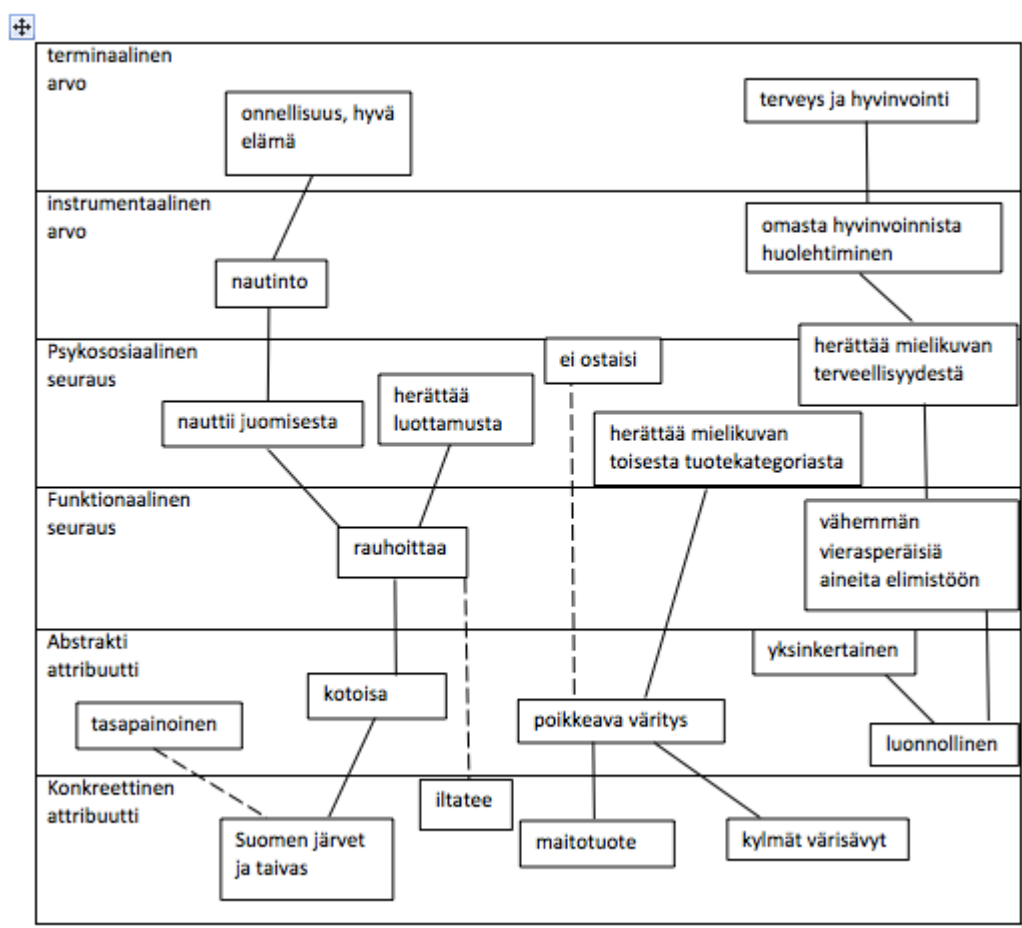 terminaalinen
arvo
onnellisuus, hyvä
elämä
terveys ja hyvinvointi
instrumentaalinen
arvo
nautinto
omasta hyvinvoinnista
huolehtiminen
Psykososiaalinen
seuraus
nauttii juomisesta
herättää
luottamusta
ei ostaisi
herättää mielikuvan
toisesta tuotekategoriasta
herättää mielikuvan
terveellisyydestä
Funktionaalinen
seuraus
rauhoittaa
vähemmän
vierasperäisiä
aineita elimistöön
Abstrakti
attribuutti
tasapainoinen
kotoisa
poikkeava väritys
yksinkertainen
luonnollinen
Konkreettinen
attribuutti
Suomen järvet
ja taivas
iltatee
maitotuote
kylmät värisävyt